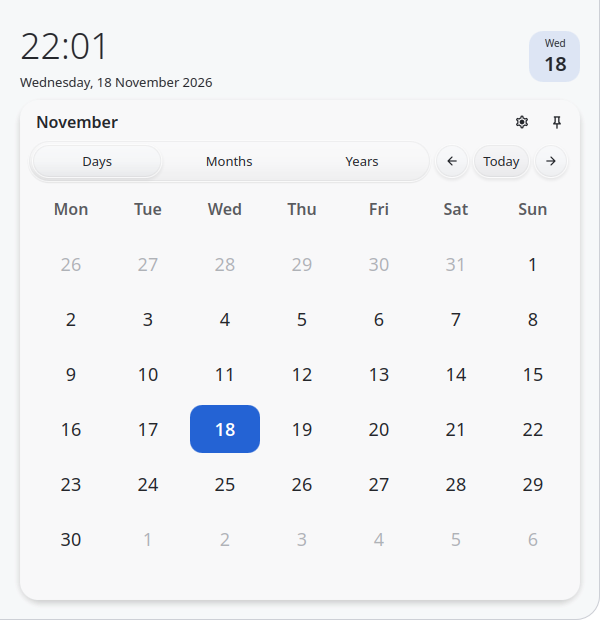 22:01
Wednesday, 18 November 2026
Wed
18
November
Days Months Years Today
Mon Tue Wed Thu Fri Sat Sun
26 27 28 29 30 31 1
2 3 4 5 6 7 8
9 10 11 12 13 14 15
16 17 18 19 20 21 22
23 24 25 26 27 28 29
30 1 2 3 4 5 6